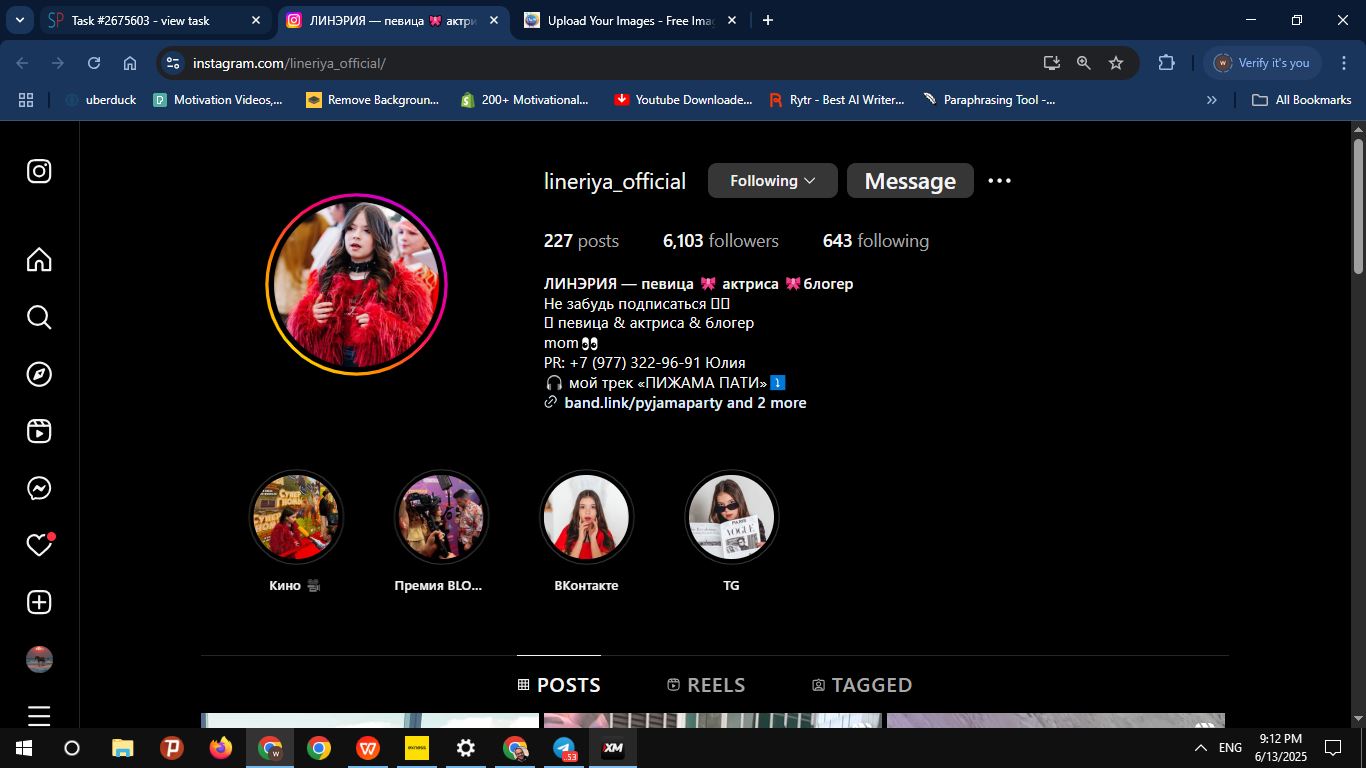 Task #2675603 - view task
ЛИНЭРИЯ — певица 🎀 актри
Upload Your Images - Free Imag
instagram.com/lineriya_official/
Verify it's you
uberduck
Motivation Videos,...
Remove Backgroun...
200+ Motivational...
Youtube Downloade...
Rytr - Best AI Writer...
Paraphrasing Tool -...
All Bookmarks
lineriya_official
Following
Message
227 posts
6,103 followers
643 following
ЛИНЭРИЯ — певица 🎀 актриса 🎀блогер
Не забудь подписаться
певица & актриса & блогер
mom👀
PR: +7 (977) 322-96-91 Юлия
🎧 мой трек «ПИЖАМА ПАТИ»⤵️
band.link/pyjamaparty and 2 more
VOGUE
Кино 🎥
Премия BLO...
ВКонтакте
TG
POSTS
REELS
TAGGED
exness
53
XM
ENG
9:12 PM
6/13/2025